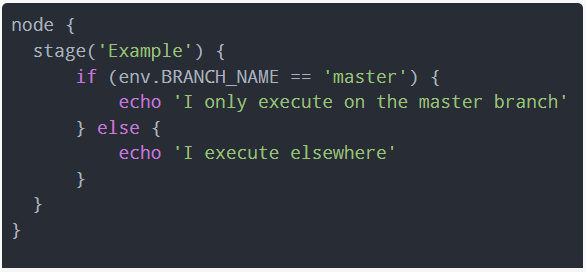 node {
  stage('Example') {
      if (env.BRANCH_NAME == 'master') {
          echo 'I only execute on the master branch'
      } else {
          echo 'I execute elsewhere'
      }
  }
}